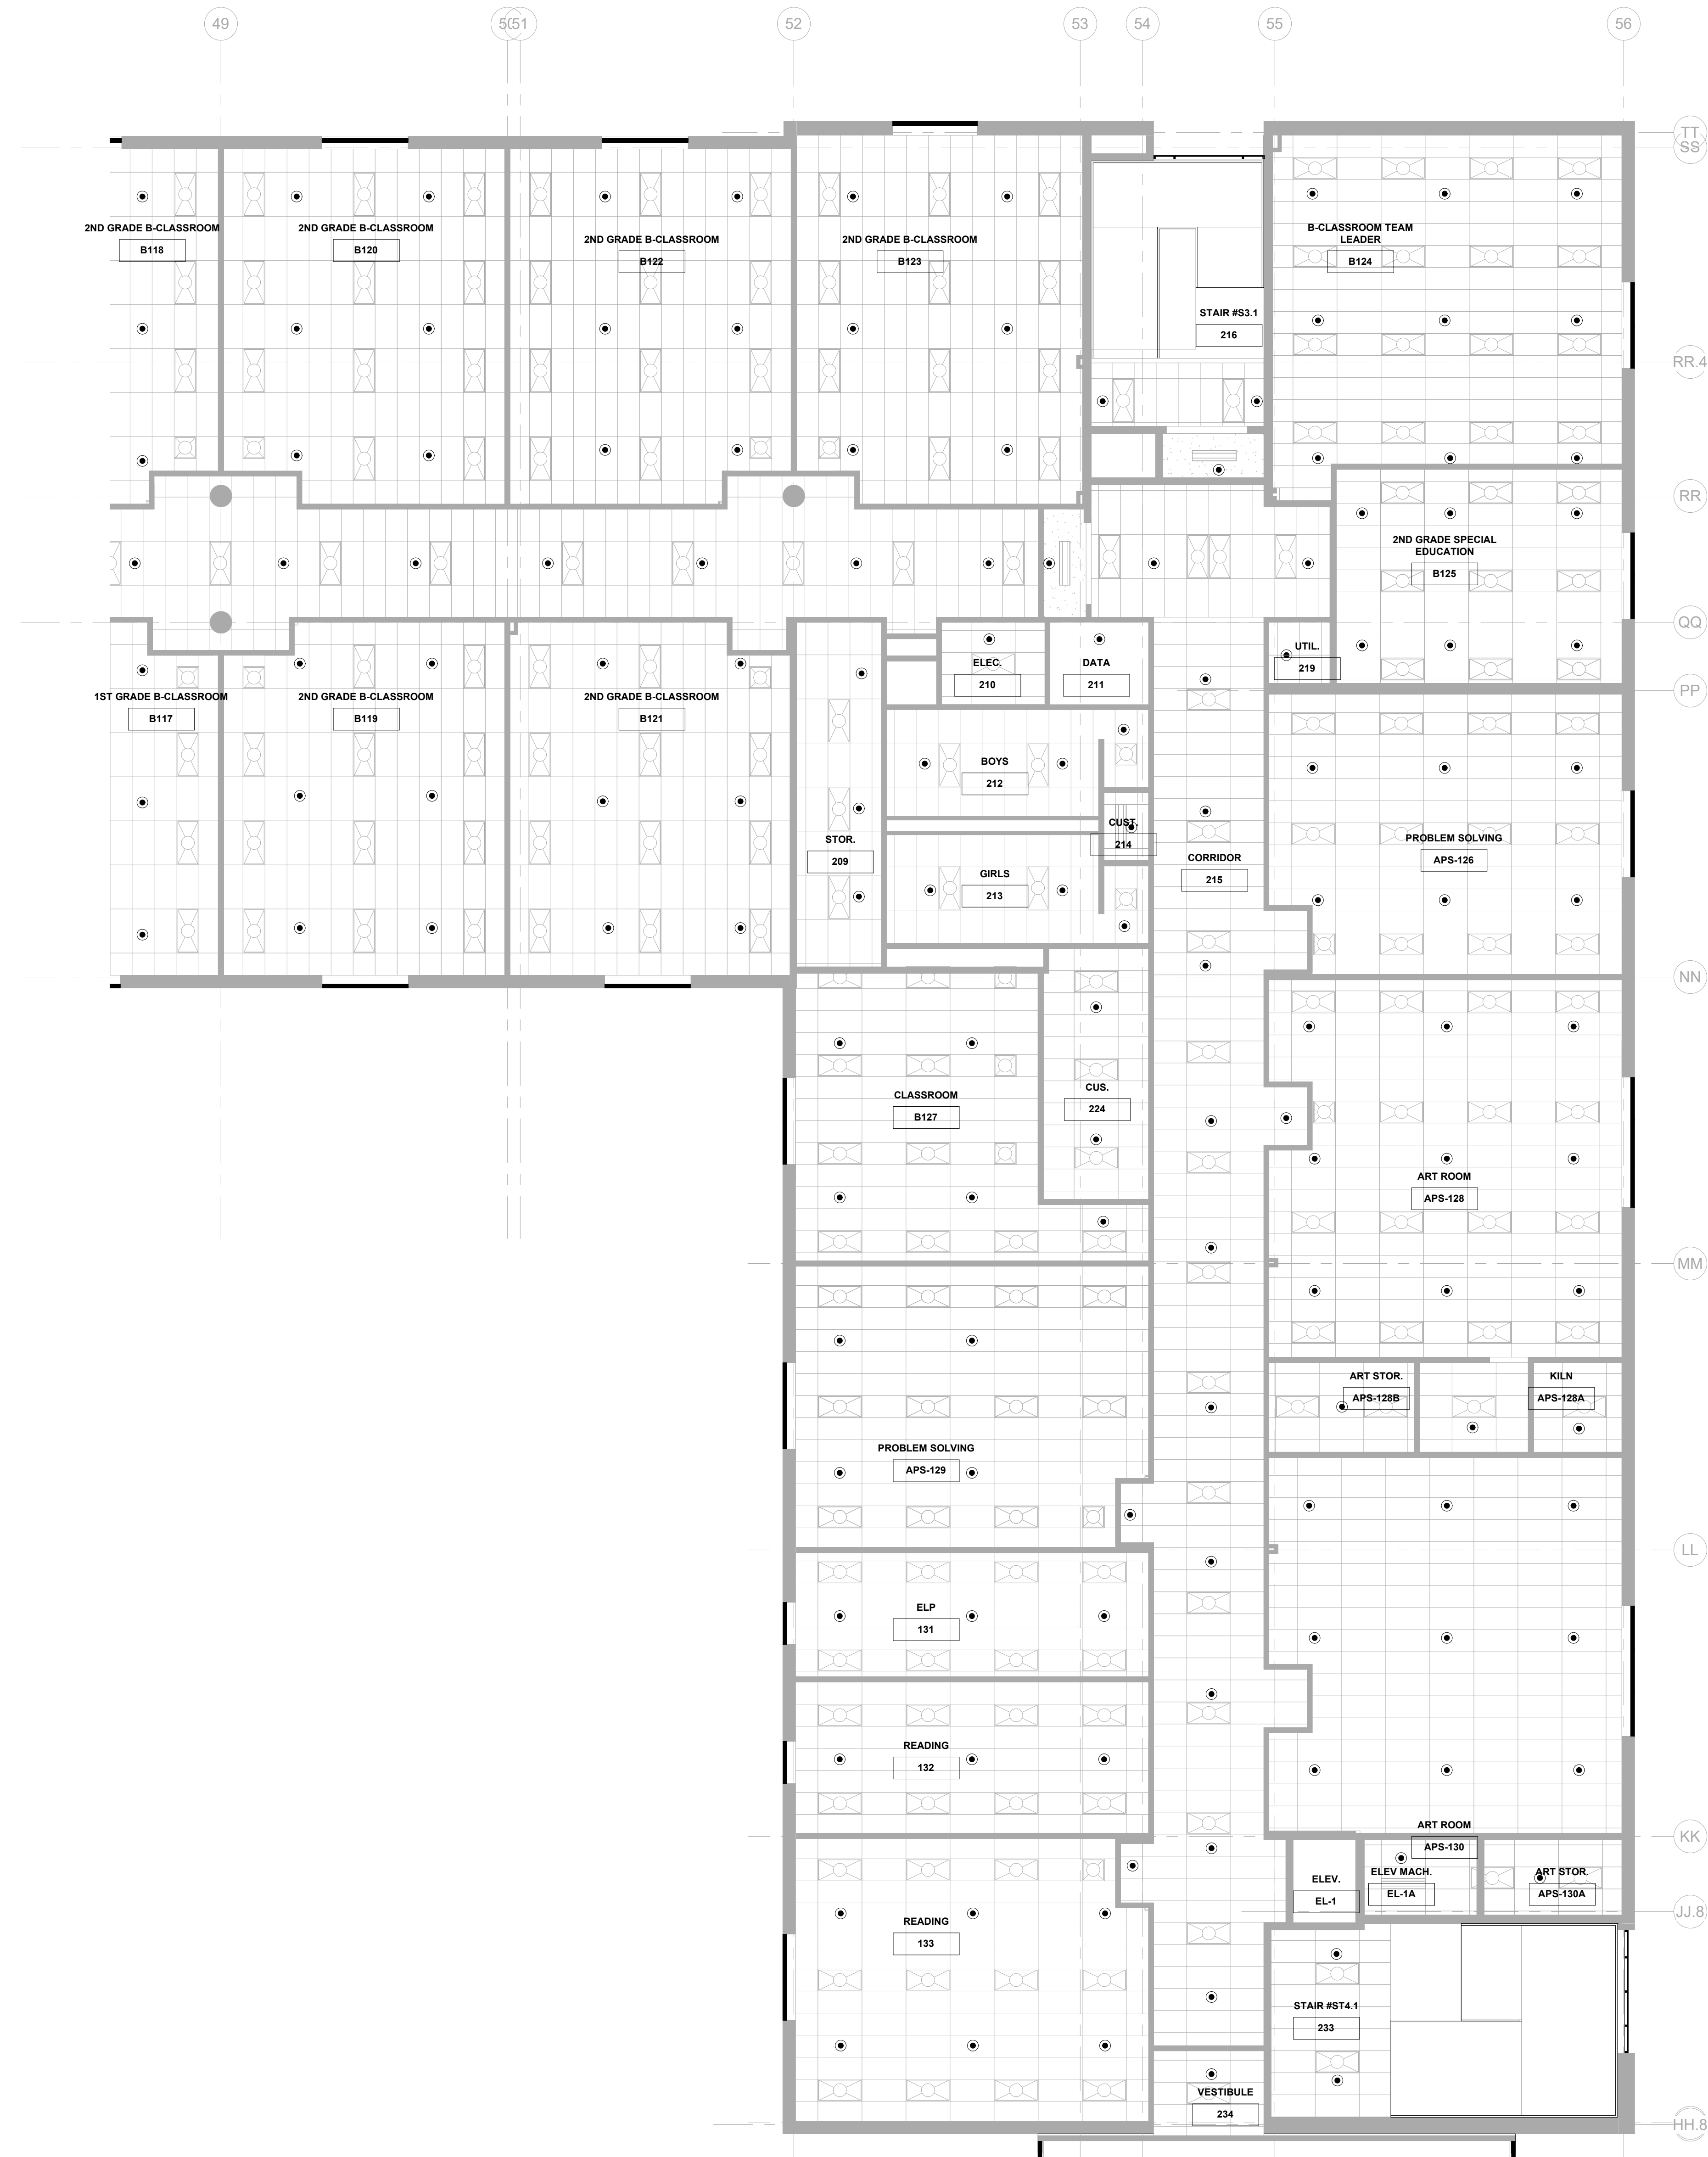 49
50
51
52
53
54
55
56
TT
SS
2ND GRADE B-CLASSROOM
B118
2ND GRADE B-CLASSROOM
B120
2ND GRADE B-CLASSROOM
B122
2ND GRADE B-CLASSROOM
B123
B-CLASSROOM TEAM
LEADER
B124
STAIR #S3.1
216
RR.4
RR
2ND GRADE SPECIAL
EDUCATION
B125
QQ
UTIL.
219
ELEC.
210
DATA
211
PP
1ST GRADE B-CLASSROOM
B117
2ND GRADE B-CLASSROOM
B119
2ND GRADE B-CLASSROOM
B121
BOYS
212
CUST.
214
STOR.
209
PROBLEM SOLVING
APS-126
CORRIDOR
215
GIRLS
213
NN
CLASSROOM
B127
CUS.
224
ART ROOM
APS-128
MM
ART STOR.
APS-128B
KILN
APS-128A
PROBLEM SOLVING
APS-129
LL
ELP
131
READING
132
ART ROOM
APS-130
KK
ELEV.
EL-1
ELEV MACH.
EL-1A
ART STOR.
APS-130A
JJ.8
READING
133
STAIR #ST4.1
233
VESTIBULE
234
HH.8